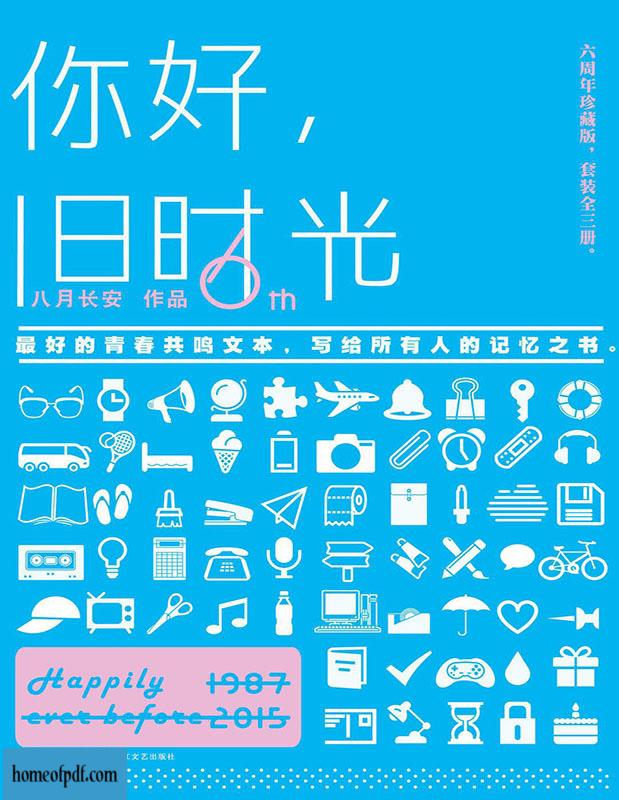 你好，
旧时光
八月长安 作品
6th
六周年珍藏版，套装全三册。
最好的青春共鸣文本，写给所有人的记忆之书。
Happily 1987
ever before 2015
江文艺出版社
homeofpdf.com